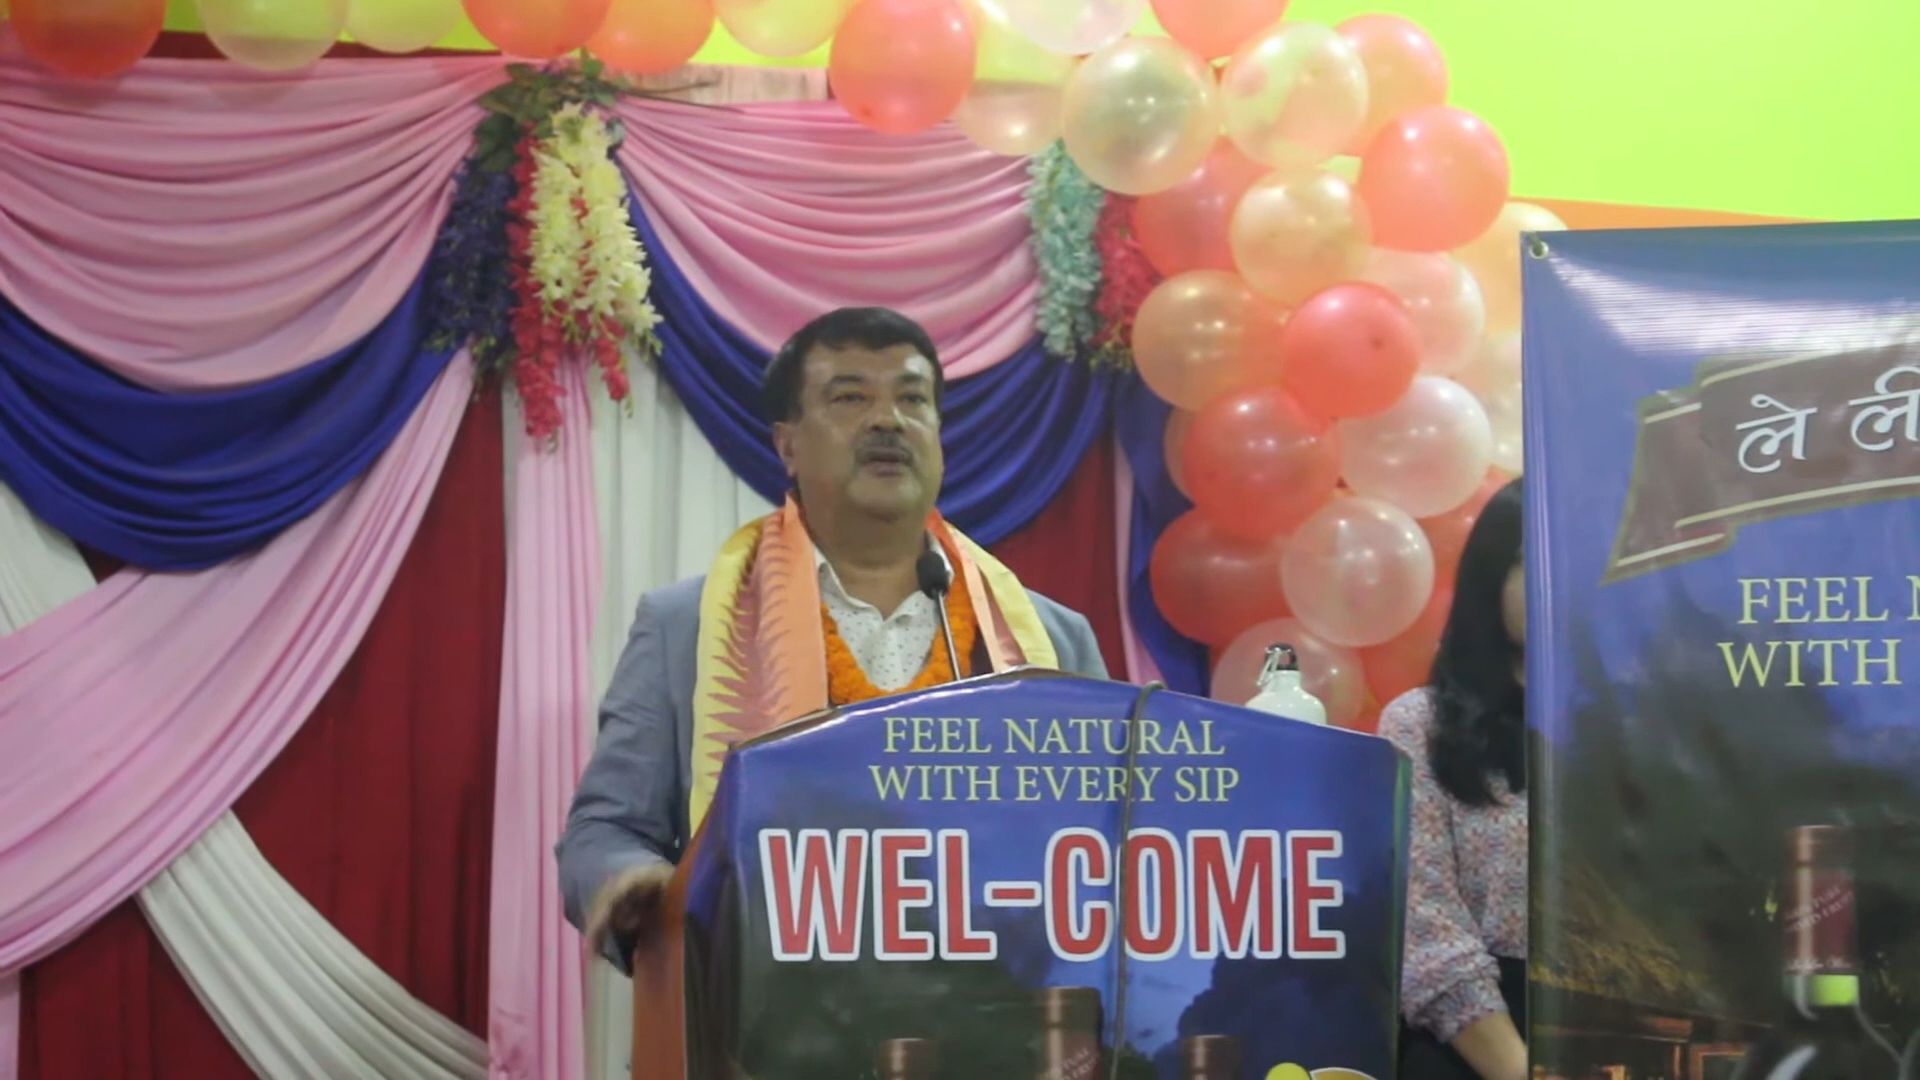 FEEL NATURAL
WITH EVERY SIP
WEL-COME
ले ली
FEEL
WITH